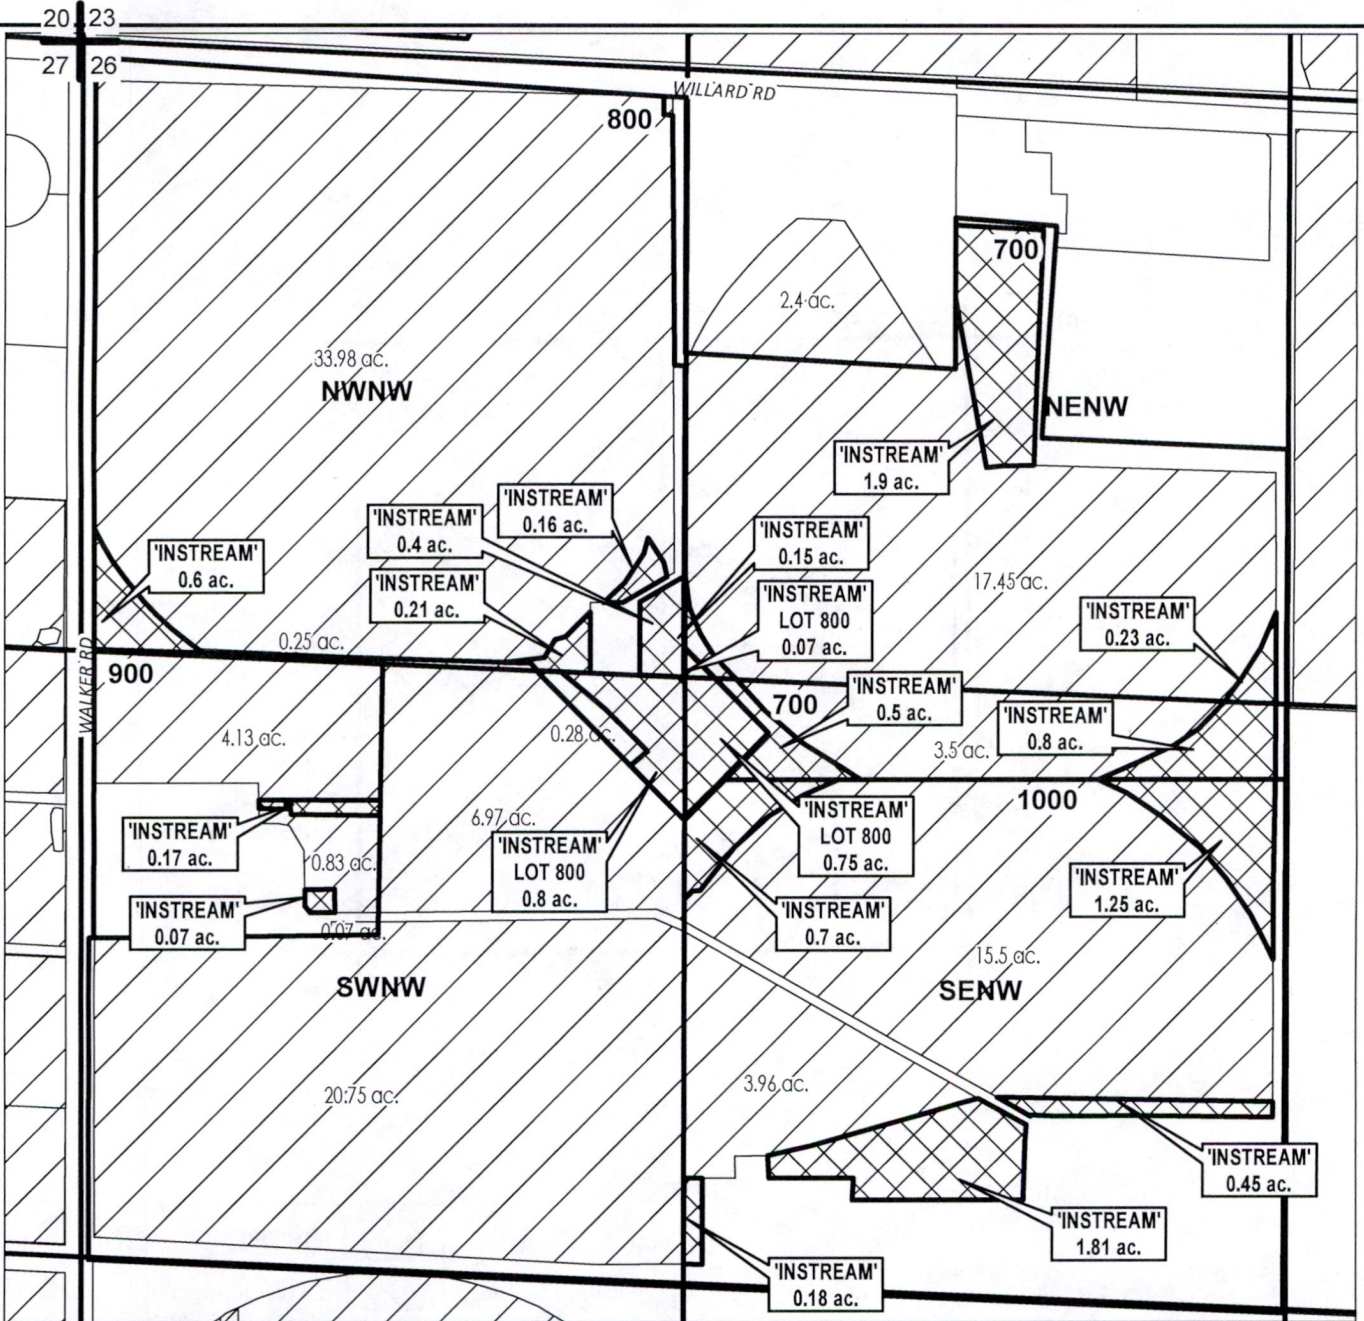 20 23
27 26
WILLARD RD
800
700
2.4 ac.
33.98 ac.
NWNW
NENW
'INSTREAM'
1.9 ac.
'INSTREAM'
0.16 ac.
'INSTREAM'
0.4 ac.
'INSTREAM'
0.15 ac.
'INSTREAM'
0.6 ac.
'INSTREAM'
0.21 ac.
17.45 ac.
'INSTREAM'
LOT 800
0.07 ac.
'INSTREAM'
0.23 ac.
0.25 ac.
WALKER RD
900
700
'INSTREAM'
0.5 ac.
'INSTREAM'
0.8 ac.
4.13 ac.
0.28 ac.
3.5 ac.
1000
6.97 ac.
'INSTREAM'
0.17 ac.
0.83 ac.
'INSTREAM'
LOT 800
0.8 ac.
'INSTREAM'
LOT 800
0.75 ac.
'INSTREAM'
1.25 ac.
'INSTREAM'
0.07 ac.
0.07 ac.
'INSTREAM'
0.7 ac.
15.5 ac.
SWNW
SENW
20.75 ac.
3.96 ac.
'INSTREAM'
0.45 ac.
'INSTREAM'
1.81 ac.
'INSTREAM'
0.18 ac.